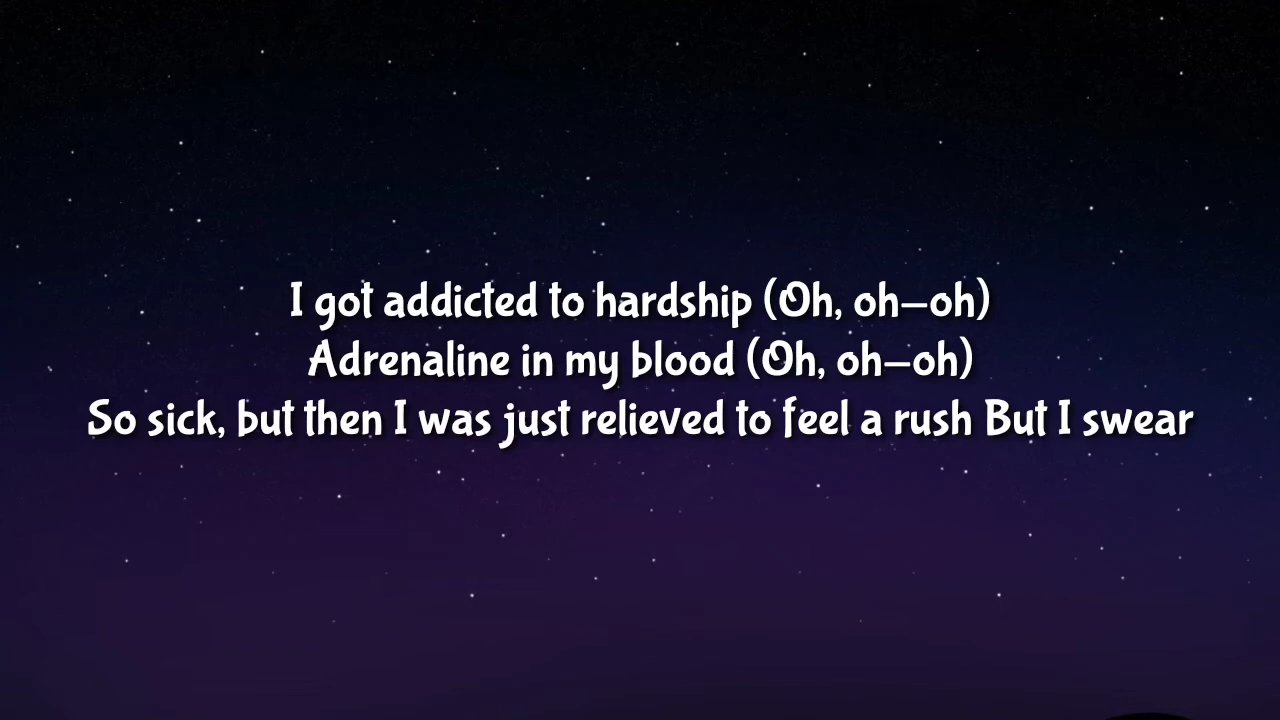 I got addicted to hardship (Oh, oh-oh)
Adrenaline in my blood (Oh, oh-oh)
So sick, but then I was just relieved to feel a rush But I swear